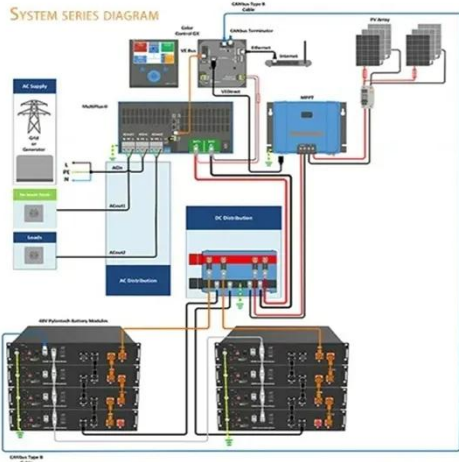 SYSTEM SERIES DIAGRAM
CANbus Type B
Cable
Color
Control GX
CANbus Terminator
VE Bus
Ethernet
Internet
PV Array
VE Direct
MPPT
MultiPlus-II
AC Supply
Grid
or
Generator
L
PE
N
ACin
ACout1
Loads
ACout2
AC Distribution
DC Distribution
48V Pylontech Battery Modules
CANbus Type B